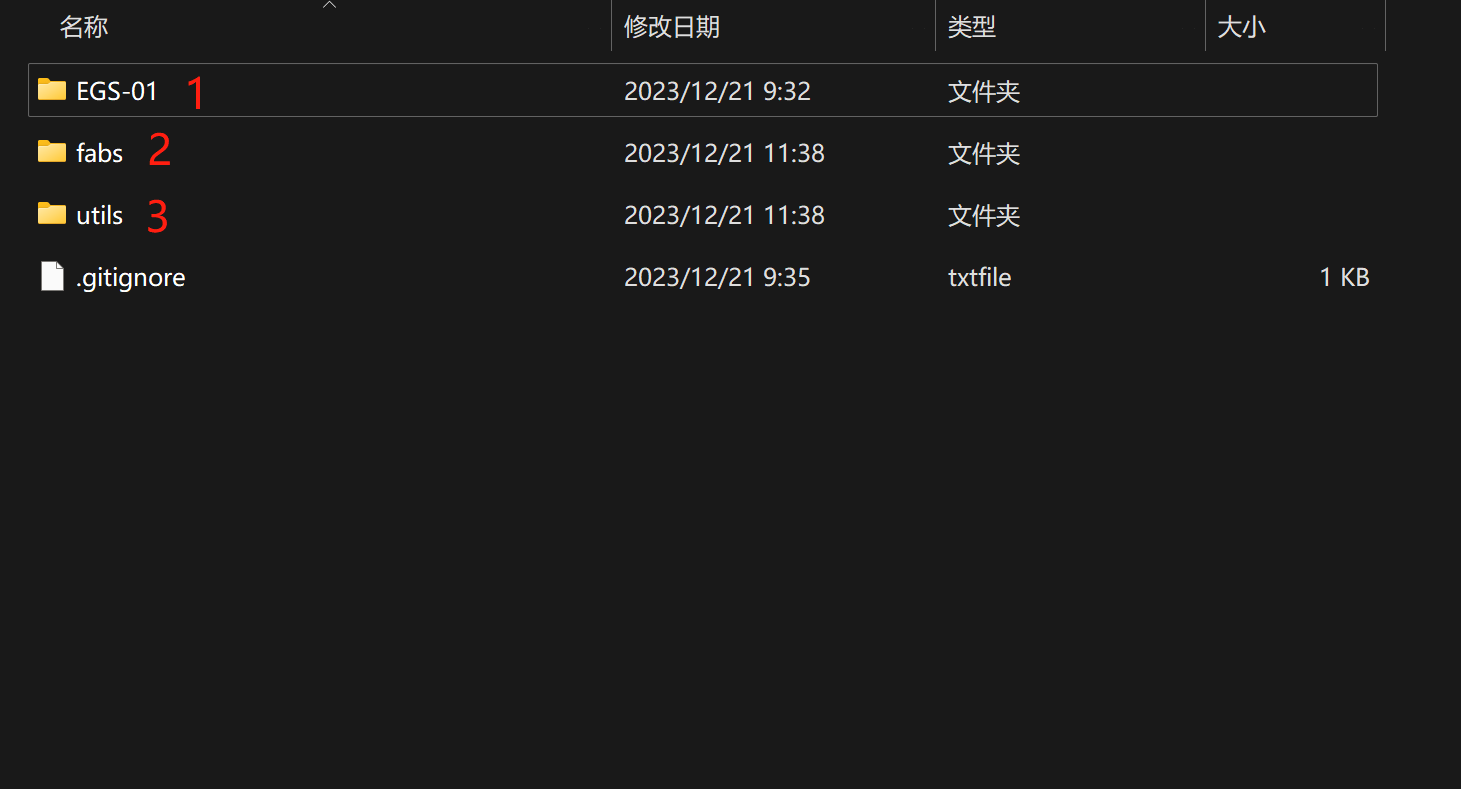 名称 修改日期 类型 大小
EGS-01 1 2023/12/21 9:32 文件夹
fabs 2 2023/12/21 11:38 文件夹
utils 3 2023/12/21 11:38 文件夹
.gitignore 2023/12/21 9:35 txtfile 1 KB